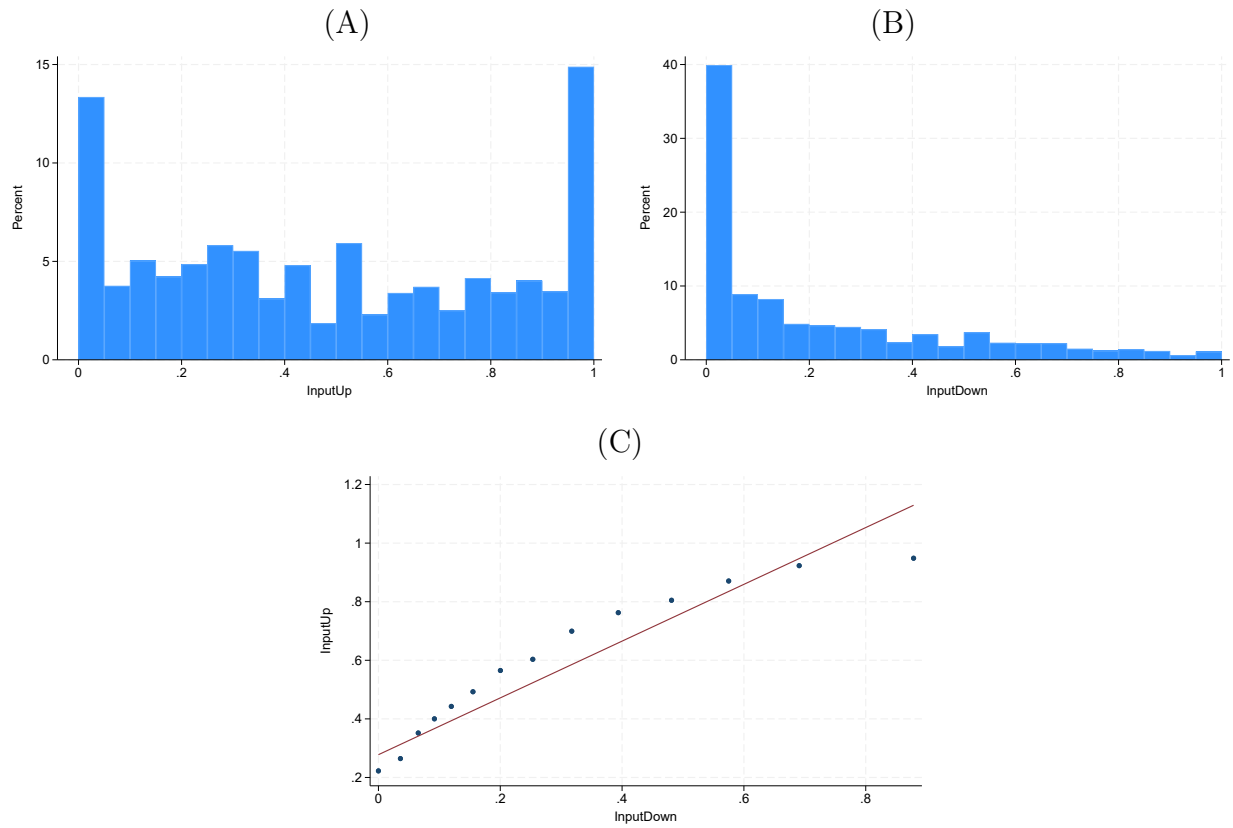 (A)
15
10
5
0
Percent
0 .2 .4 .6 .8 1
InputUp
(B)
40
30
20
10
0
Percent
0 .2 .4 .6 .8 1
InputDown
(C)
1.2
1
.8
.6
.4
.2
InputUp
0 .2 .4 .6 .8
InputDown